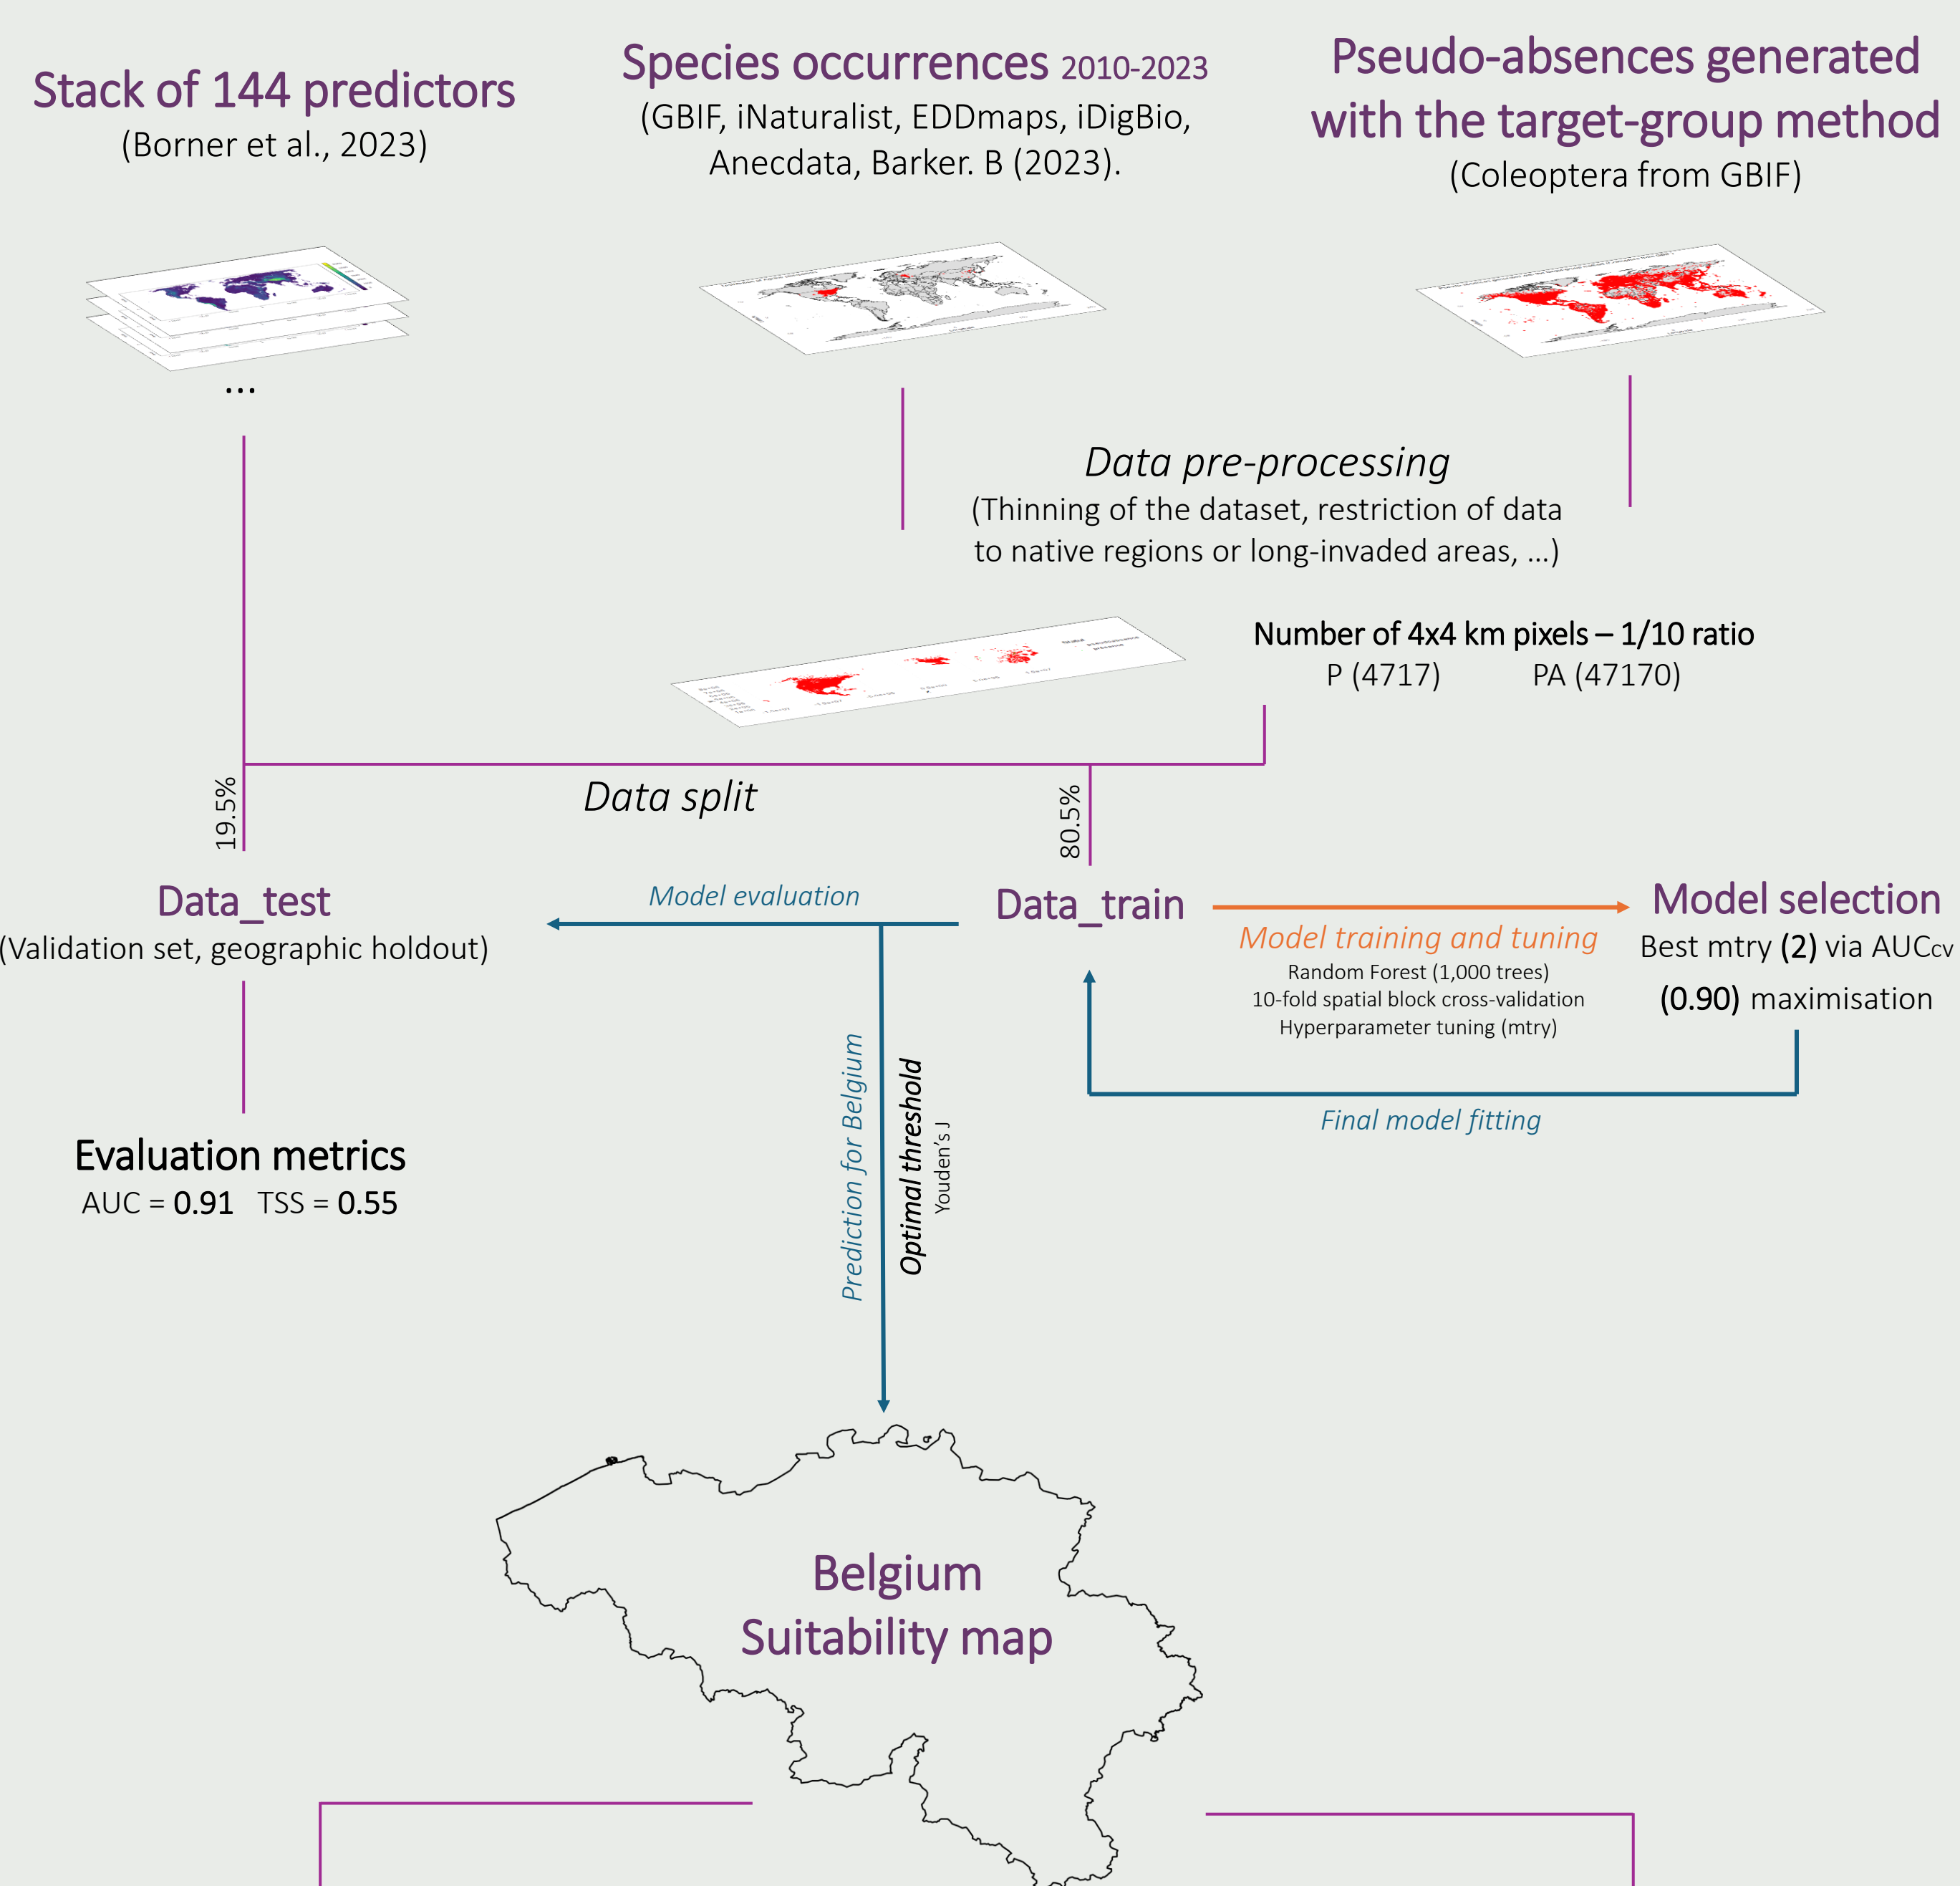 Stack of 144 predictors
(Borner et al., 2023)
Species occurrences 2010-2023
(GBIF, iNaturalist, EDDmaps, iDigBio,
Anecdata, Barker. B (2023).
Pseudo-absences generated
with the target-group method
(Coleoptera from GBIF)
...
Data pre-processing
(Thinning of the dataset, restriction of data
to native regions or long-invaded areas, ...)
Number of 4x4 km pixels – 1/10 ratio
P (4717) PA (47170)
19.5%
Data split
80.5%
Data_test
(Validation set, geographic holdout)
Model evaluation
Data_train
Model training and tuning
Random Forest (1,000 trees)
10-fold spatial block cross-validation
Hyperparameter tuning (mtry)
Model selection
Best mtry (2) via AUCcv
(0.90) maximisation
Final model fitting
Evaluation metrics
AUC = 0.91 TSS = 0.55
Prediction for Belgium
Optimal threshold
Youden's J
Belgium
Suitability map